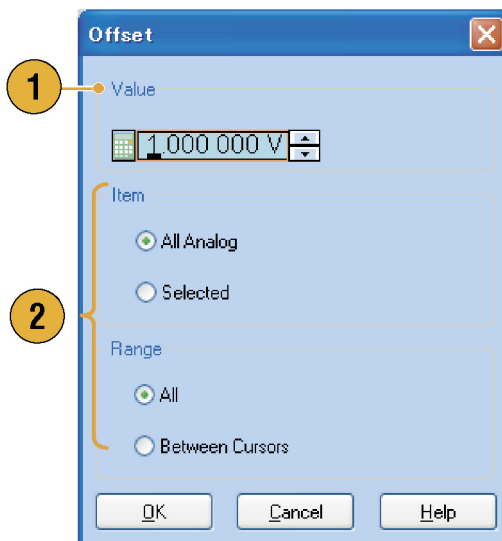 Offset
1
Value
1.000 000 V
Item
All Analog
Selected
2
Range
All
Between Cursors
OK
Cancel
Help